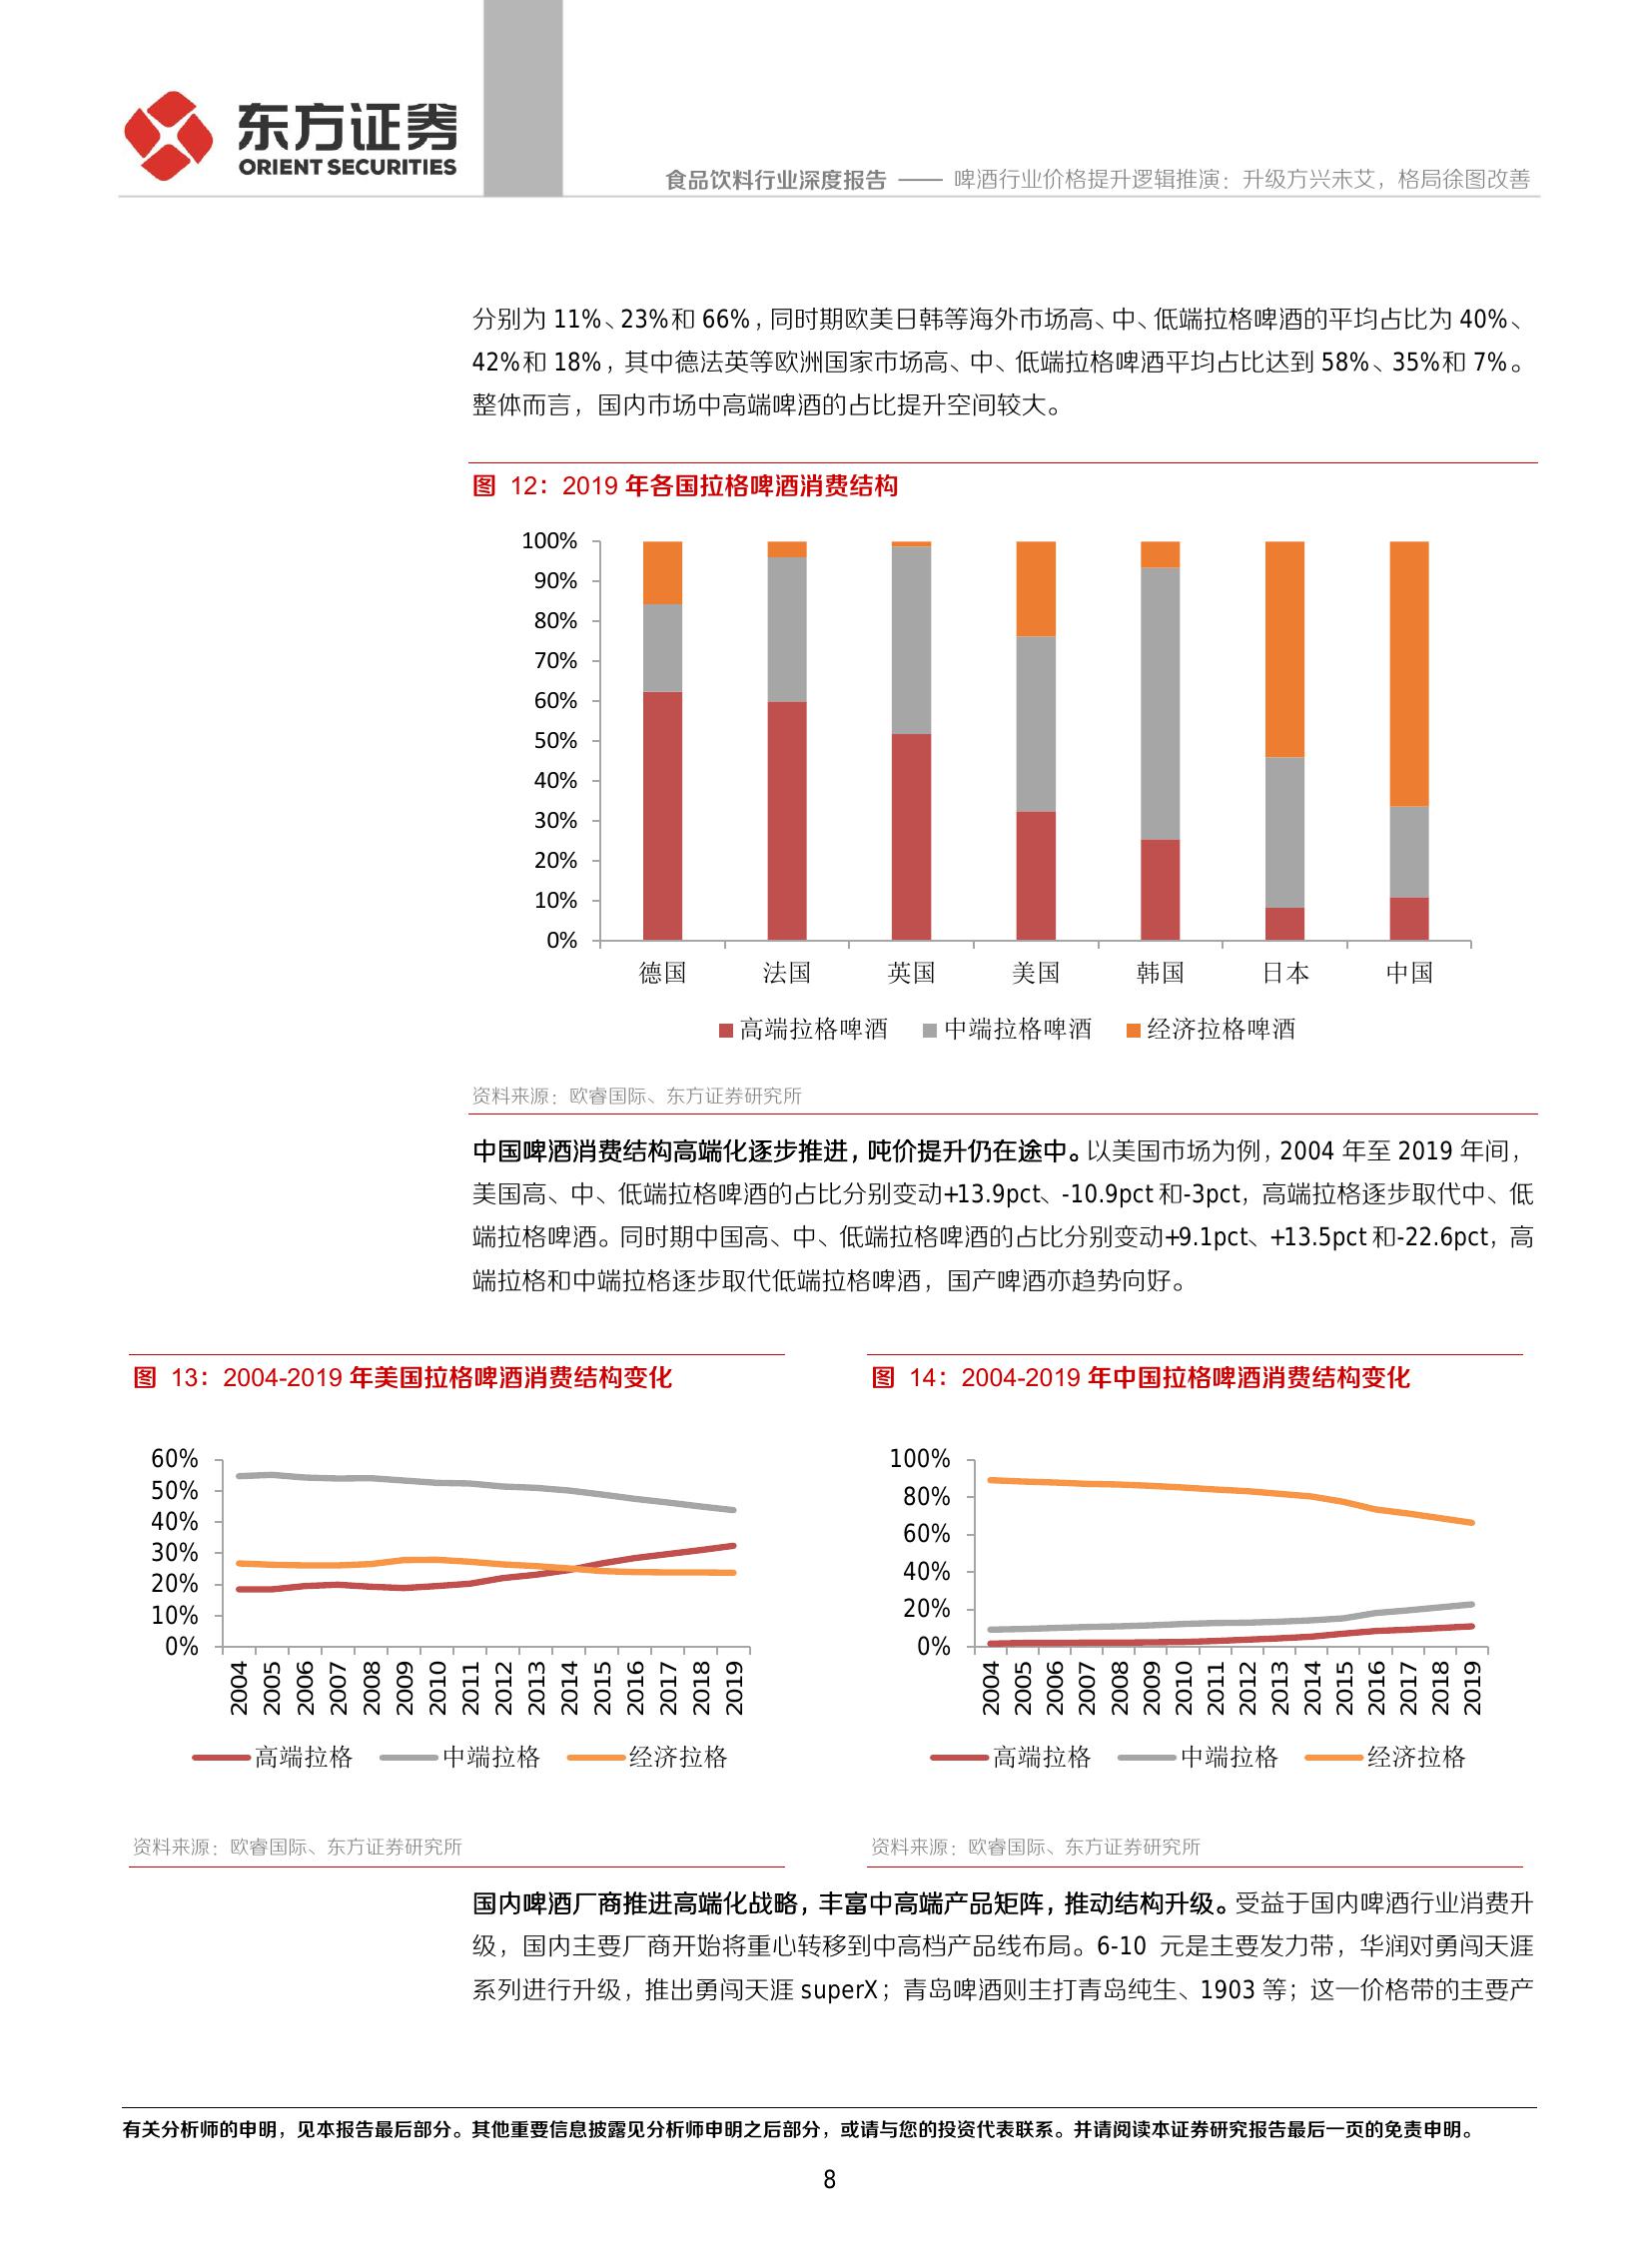 东方证券
ORIENT SECURITIES
食品饮料行业深度报告 —— 啤酒行业价格提升逻辑推演：升级方兴未艾，格局徐图改善
分别为 11%、23%和 66%，同时期欧美日韩等海外市场高、中、低端拉格啤酒的平均占比为 40%、
42%和 18%，其中德法英等欧洲国家市场高、中、低端拉格啤酒平均占比达到 58%、35%和 7%。
整体而言，国内市场中高端啤酒的占比提升空间较大。
图 12：2019 年各国拉格啤酒消费结构
100%
90%
80%
70%
60%
50%
40%
30%
20%
10%
0%
德国 法国 英国 美国 韩国 日本 中国
高端拉格啤酒 中端拉格啤酒 经济拉格啤酒
资料来源：欧睿国际、东方证券研究所
中国啤酒消费结构高端化逐步推进，吨价提升仍在途中。以美国市场为例，2004 年至 2019 年间，
美国高、中、低端拉格啤酒的占比分别变动+13.9pct、-10.9pct 和-3pct，高端拉格逐步取代中、低
端拉格啤酒。同时期中国高、中、低端拉格啤酒的占比分别变动+9.1pct、+13.5pct 和-22.6pct，高
端拉格和中端拉格逐步取代低端拉格啤酒，国产啤酒亦趋势向好。
图 13：2004-2019 年美国拉格啤酒消费结构变化
60%
50%
40%
30%
20%
10%
0%
2004 2005 2006 2007 2008 2009 2010 2011 2012 2013 2014 2015 2016 2017 2018 2019
高端拉格 中端拉格 经济拉格
资料来源：欧睿国际、东方证券研究所
图 14：2004-2019 年中国拉格啤酒消费结构变化
100%
80%
60%
40%
20%
0%
2004 2005 2006 2007 2008 2009 2010 2011 2012 2013 2014 2015 2016 2017 2018 2019
高端拉格 中端拉格 经济拉格
资料来源：欧睿国际、东方证券研究所
国内啤酒厂商推进高端化战略，丰富中高端产品矩阵，推动结构升级。受益于国内啤酒行业消费升
级，国内主要厂商开始将重心转移到中高档产品线布局。6-10 元是主要发力带，华润对勇闯天涯
系列进行升级，推出勇闯天涯 superX；青岛啤酒则主打青岛纯生、1903 等；这一价格带的主要产
有关分析师的申明，见本报告最后部分。其他重要信息披露见分析师申明之后部分，或请与您的投资代表联系。并请阅读本证券研究报告最后一页的免责申明。
8